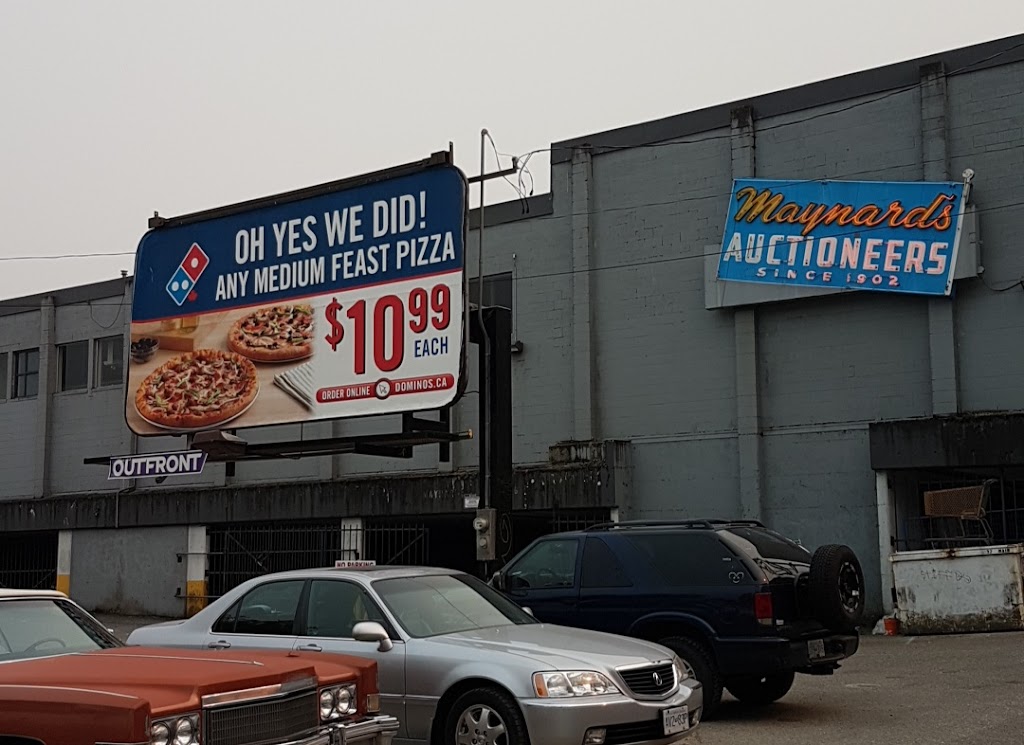 OH YES WE DID!
ANY MEDIUM FEAST PIZZA
$10.99
EACH
ORDER ONLINE DOMINOS.CA
OUTFRONT
Maynard's
AUCTIONEERS
SINCE 1902
NO PARKING